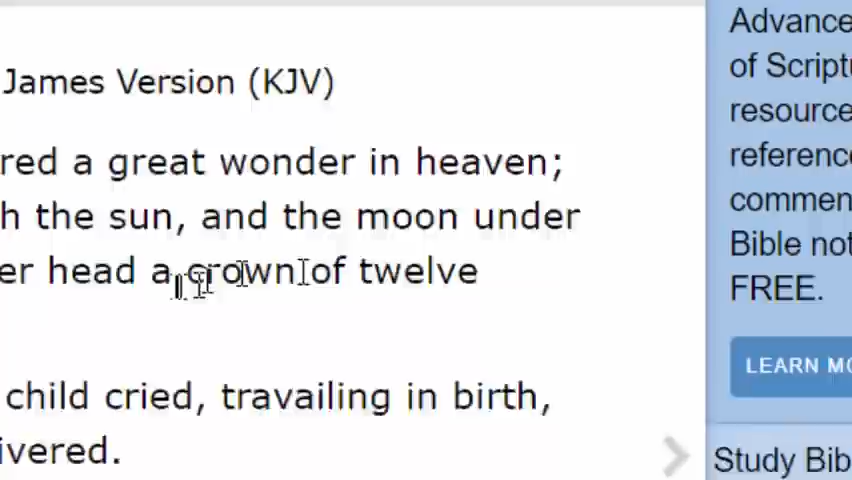 James Version (KJV)
red a great wonder in heaven;
h the sun, and the moon under
er head a crown of twelve
child cried, travailing in birth,
ivered.
Advance
of Script
resource
reference
commen
Bible not
FREE.
LEARN MO
Study Bib